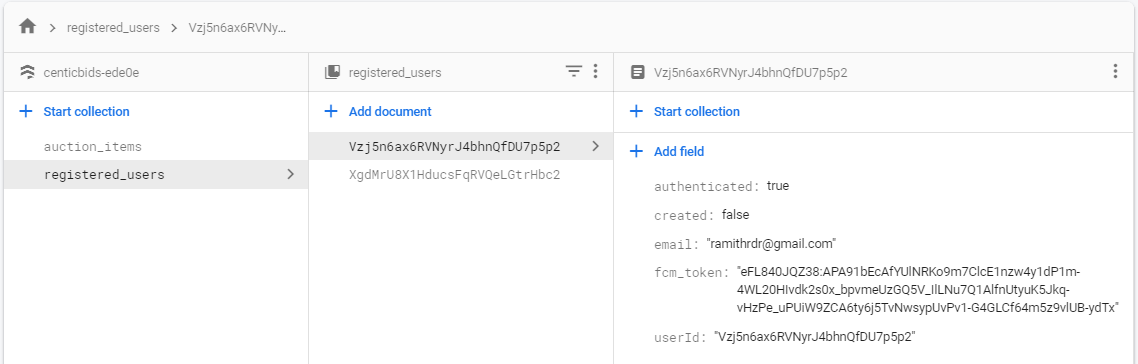 registered_users
Vzj5n6ax6RVNy...
centicbids-ede0e
registered_users
Vzj5n6ax6RVNyrJ4bhnQfDU7p5p2
Start collection
Add document
Start collection
auction_items
registered_users
Vzj5n6ax6RVNyrJ4bhnQfDU7p5p2
XgdMrU8X1HducsFqRVQeLGtrHbc2
Add field
authenticated: true
created: false
email: "ramithrdr@gmail.com"
fcm_token: "eFL840JQZ38:APA91bEcAfYUlNRKo9m7ClcE1nzw4y1dP1m-
4WL20HIvdk2s0x_bpvmeUzGQ5V_IlLNu7Q1AlfnUtyuK5Jkq-
vHzPe_uPUiW9ZCA6ty6j5TvNwsypUvPv1-G4GLCf64m5z9vlUB-ydTx"
userId: "Vzj5n6ax6RVNyrJ4bhnQfDU7p5p2"